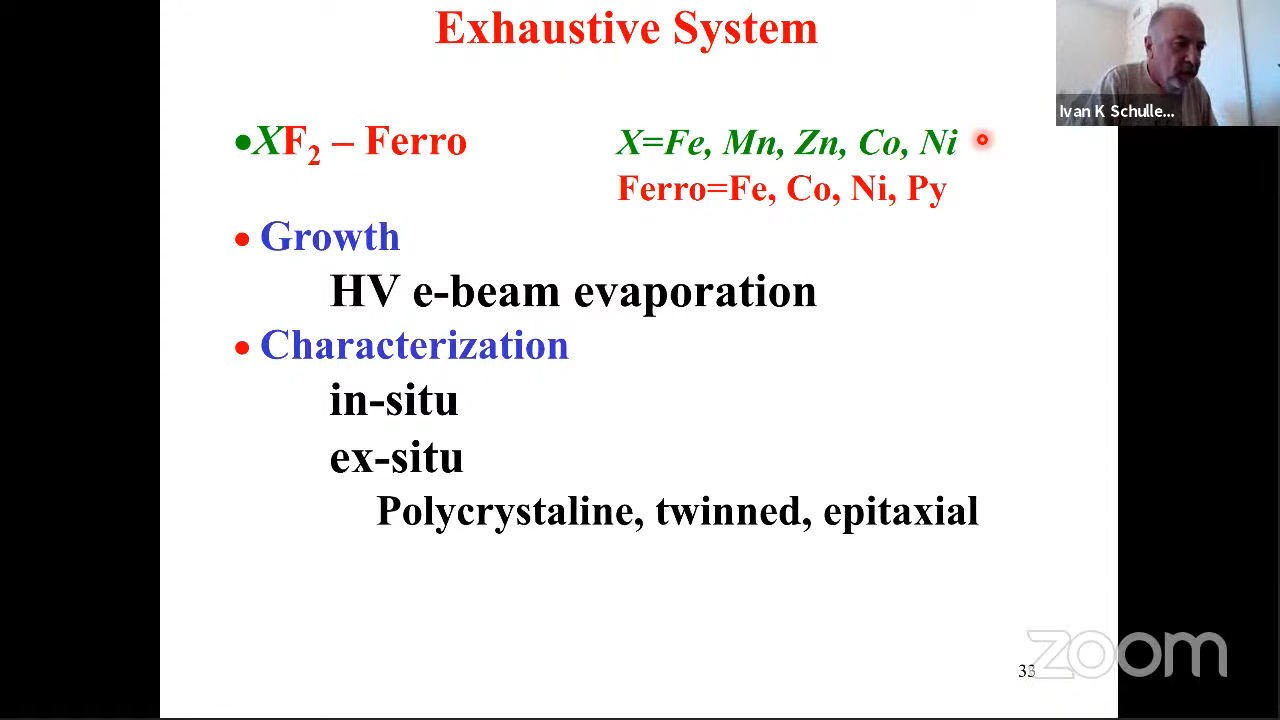 Exhaustive System
Ivan K Schulle...
•XF₂ – Ferro
X=Fe, Mn, Zn, Co, Ni
Ferro=Fe, Co, Ni, Py
• Growth
HV e-beam evaporation
• Characterization
in-situ
ex-situ
Polycrystaline, twinned, epitaxial
33
zoom